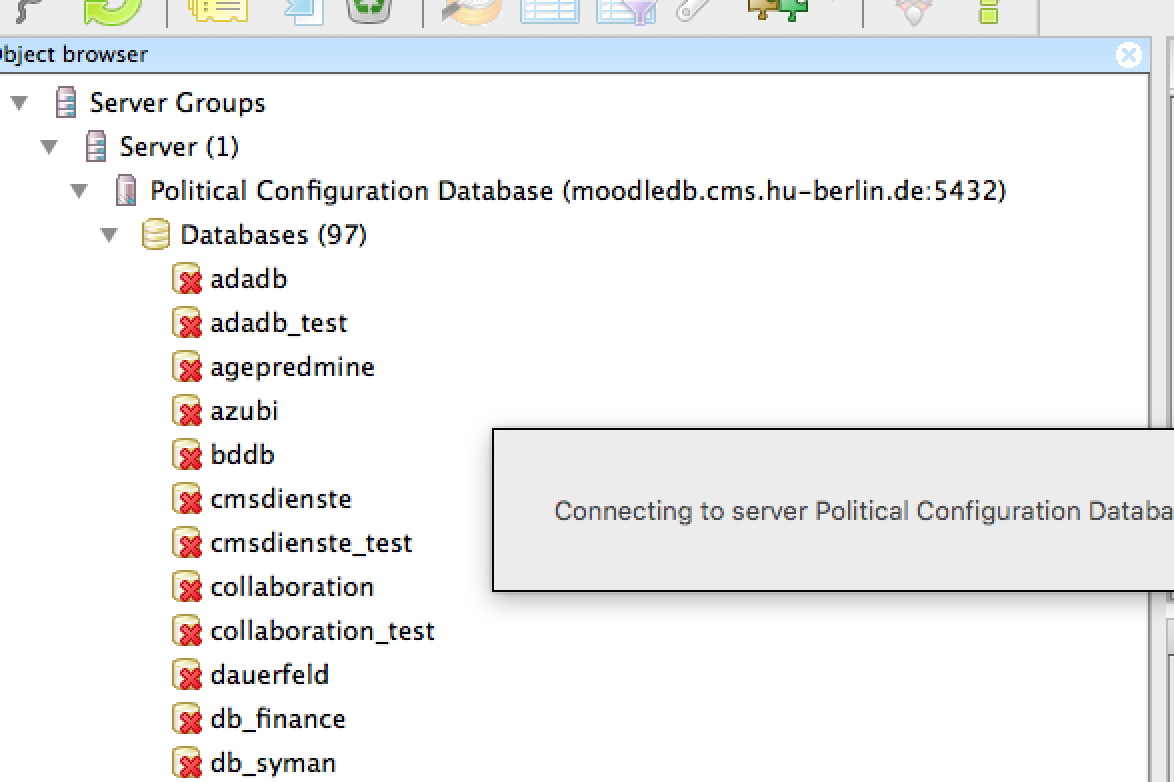 bject browser
Server Groups
Server (1)
Political Configuration Database (moodledb.cms.hu-berlin.de:5432)
Databases (97)
adadb
adadb_test
agepredmine
azubi
bddb
cmsdienste
cmsdienste_test
Connecting to server Political Configuration Databa
collaboration
collaboration_test
dauerfeld
db_finance
db_syman